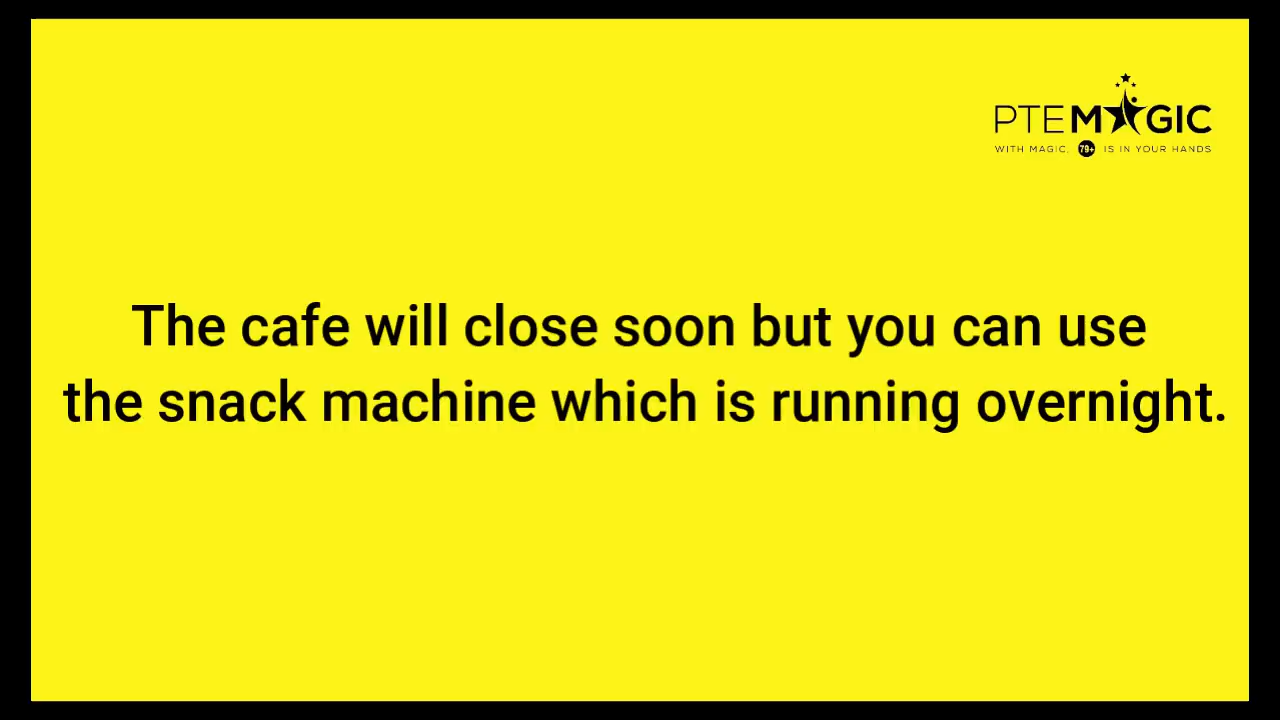 PTEMAGIC
WITH MAGIC, 79+ IS IN YOUR HANDS
The cafe will close soon but you can use
the snack machine which is running overnight.